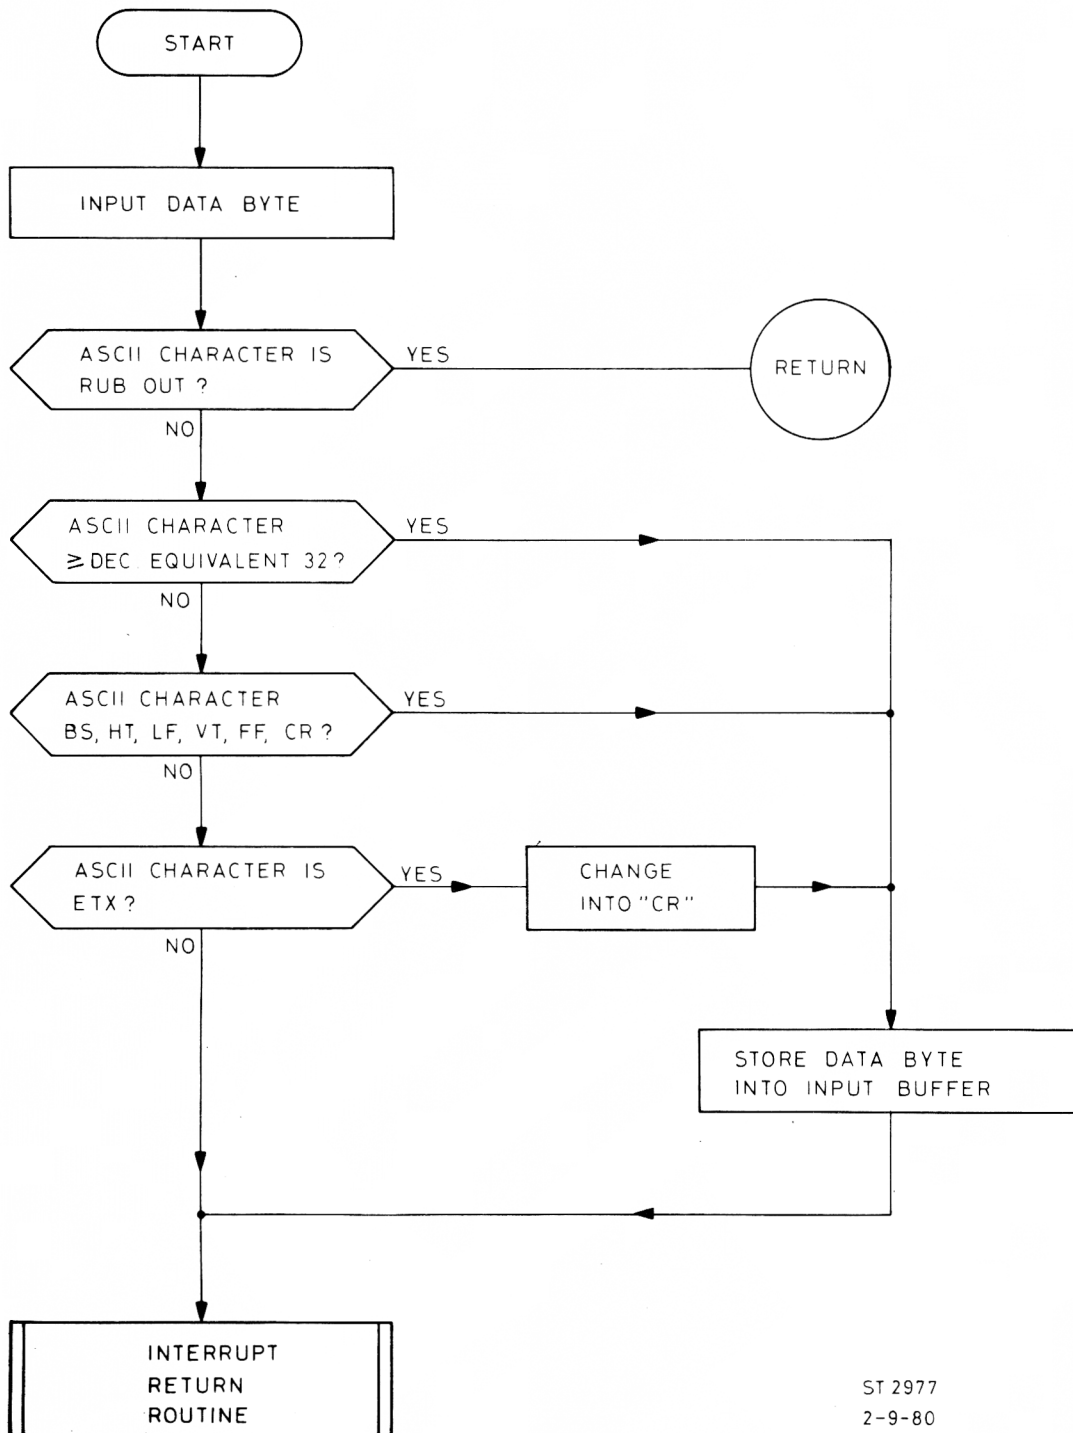 START
INPUT DATA BYTE
ASCII CHARACTER IS
RUB OUT ?
YES
RETURN
NO
ASCII CHARACTER
≥ DEC. EQUIVALENT 32 ?
YES
NO
ASCII CHARACTER
BS, HT, LF, VT, FF, CR ?
YES
NO
ASCII CHARACTER IS
ETX ?
YES
CHANGE
INTO "CR"
NO
STORE DATA BYTE
INTO INPUT BUFFER
INTERRUPT
RETURN
ROUTINE
ST 2977
2-9-80